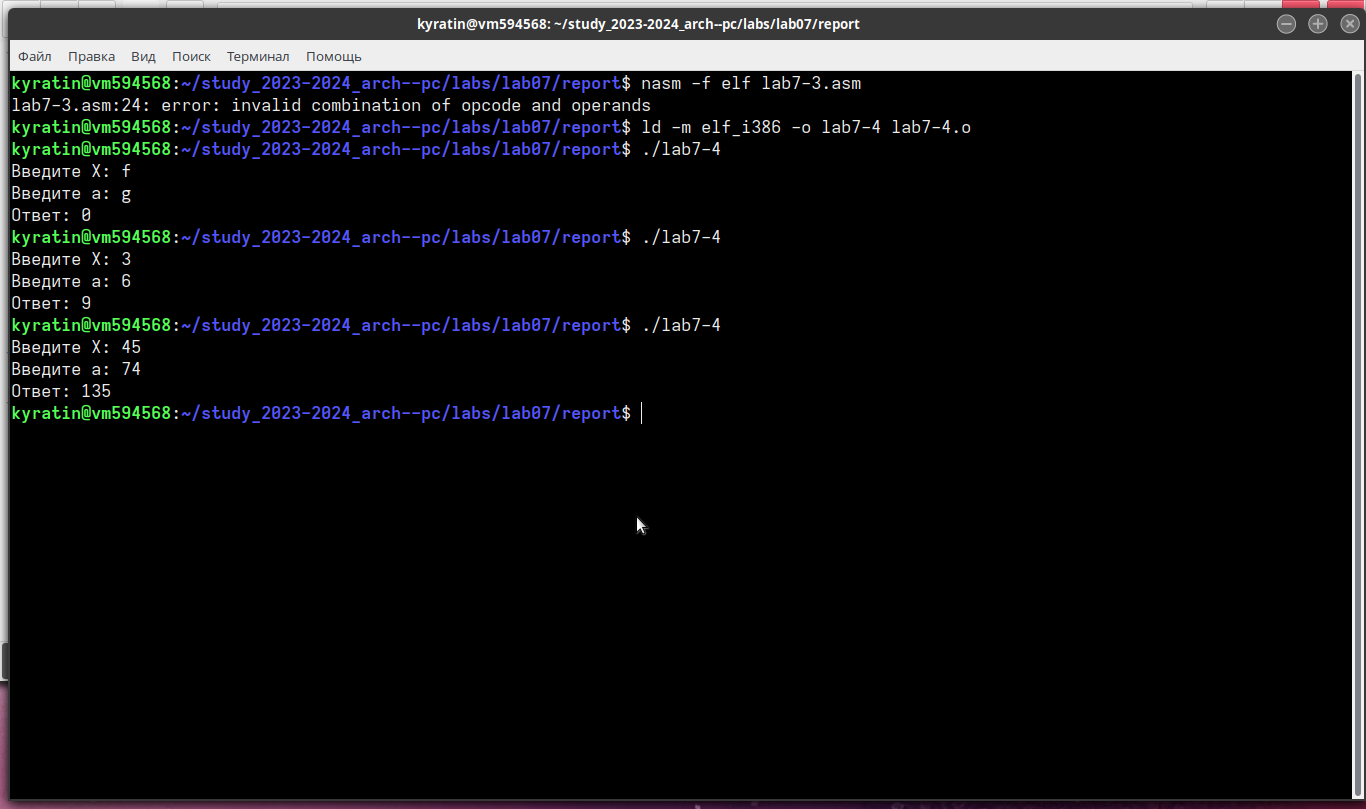 kyratin@vm594568: ~/study_2023-2024_arch--pc/labs/lab07/report
Файл Правка Вид Поиск Терминал Помощь
kyratin@vm594568:~/study_2023-2024_arch--pc/labs/lab07/report$ nasm -f elf lab7-3.asm
lab7-3.asm:24: error: invalid combination of opcode and operands
kyratin@vm594568:~/study_2023-2024_arch--pc/labs/lab07/report$ ld -m elf_i386 -o lab7-4 lab7-4.o
kyratin@vm594568:~/study_2023-2024_arch--pc/labs/lab07/report$ ./lab7-4
Введите X: f
Введите a: g
Ответ: 0
kyratin@vm594568:~/study_2023-2024_arch--pc/labs/lab07/report$ ./lab7-4
Введите X: 3
Введите a: 6
Ответ: 9
kyratin@vm594568:~/study_2023-2024_arch--pc/labs/lab07/report$ ./lab7-4
Введите X: 45
Введите a: 74
Ответ: 135
kyratin@vm594568:~/study_2023-2024_arch--pc/labs/lab07/report$